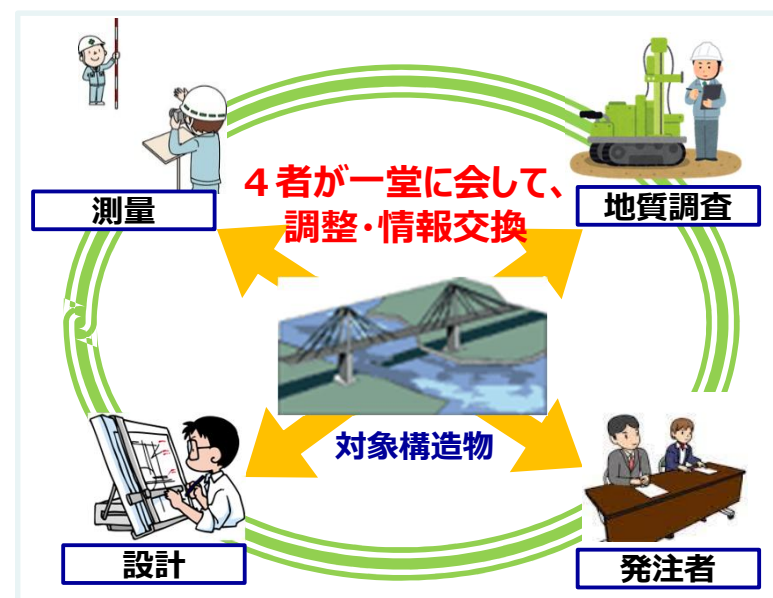 ４者が一堂に会して、
調整・情報交換
測量
地質調査
対象構造物
設計
発注者